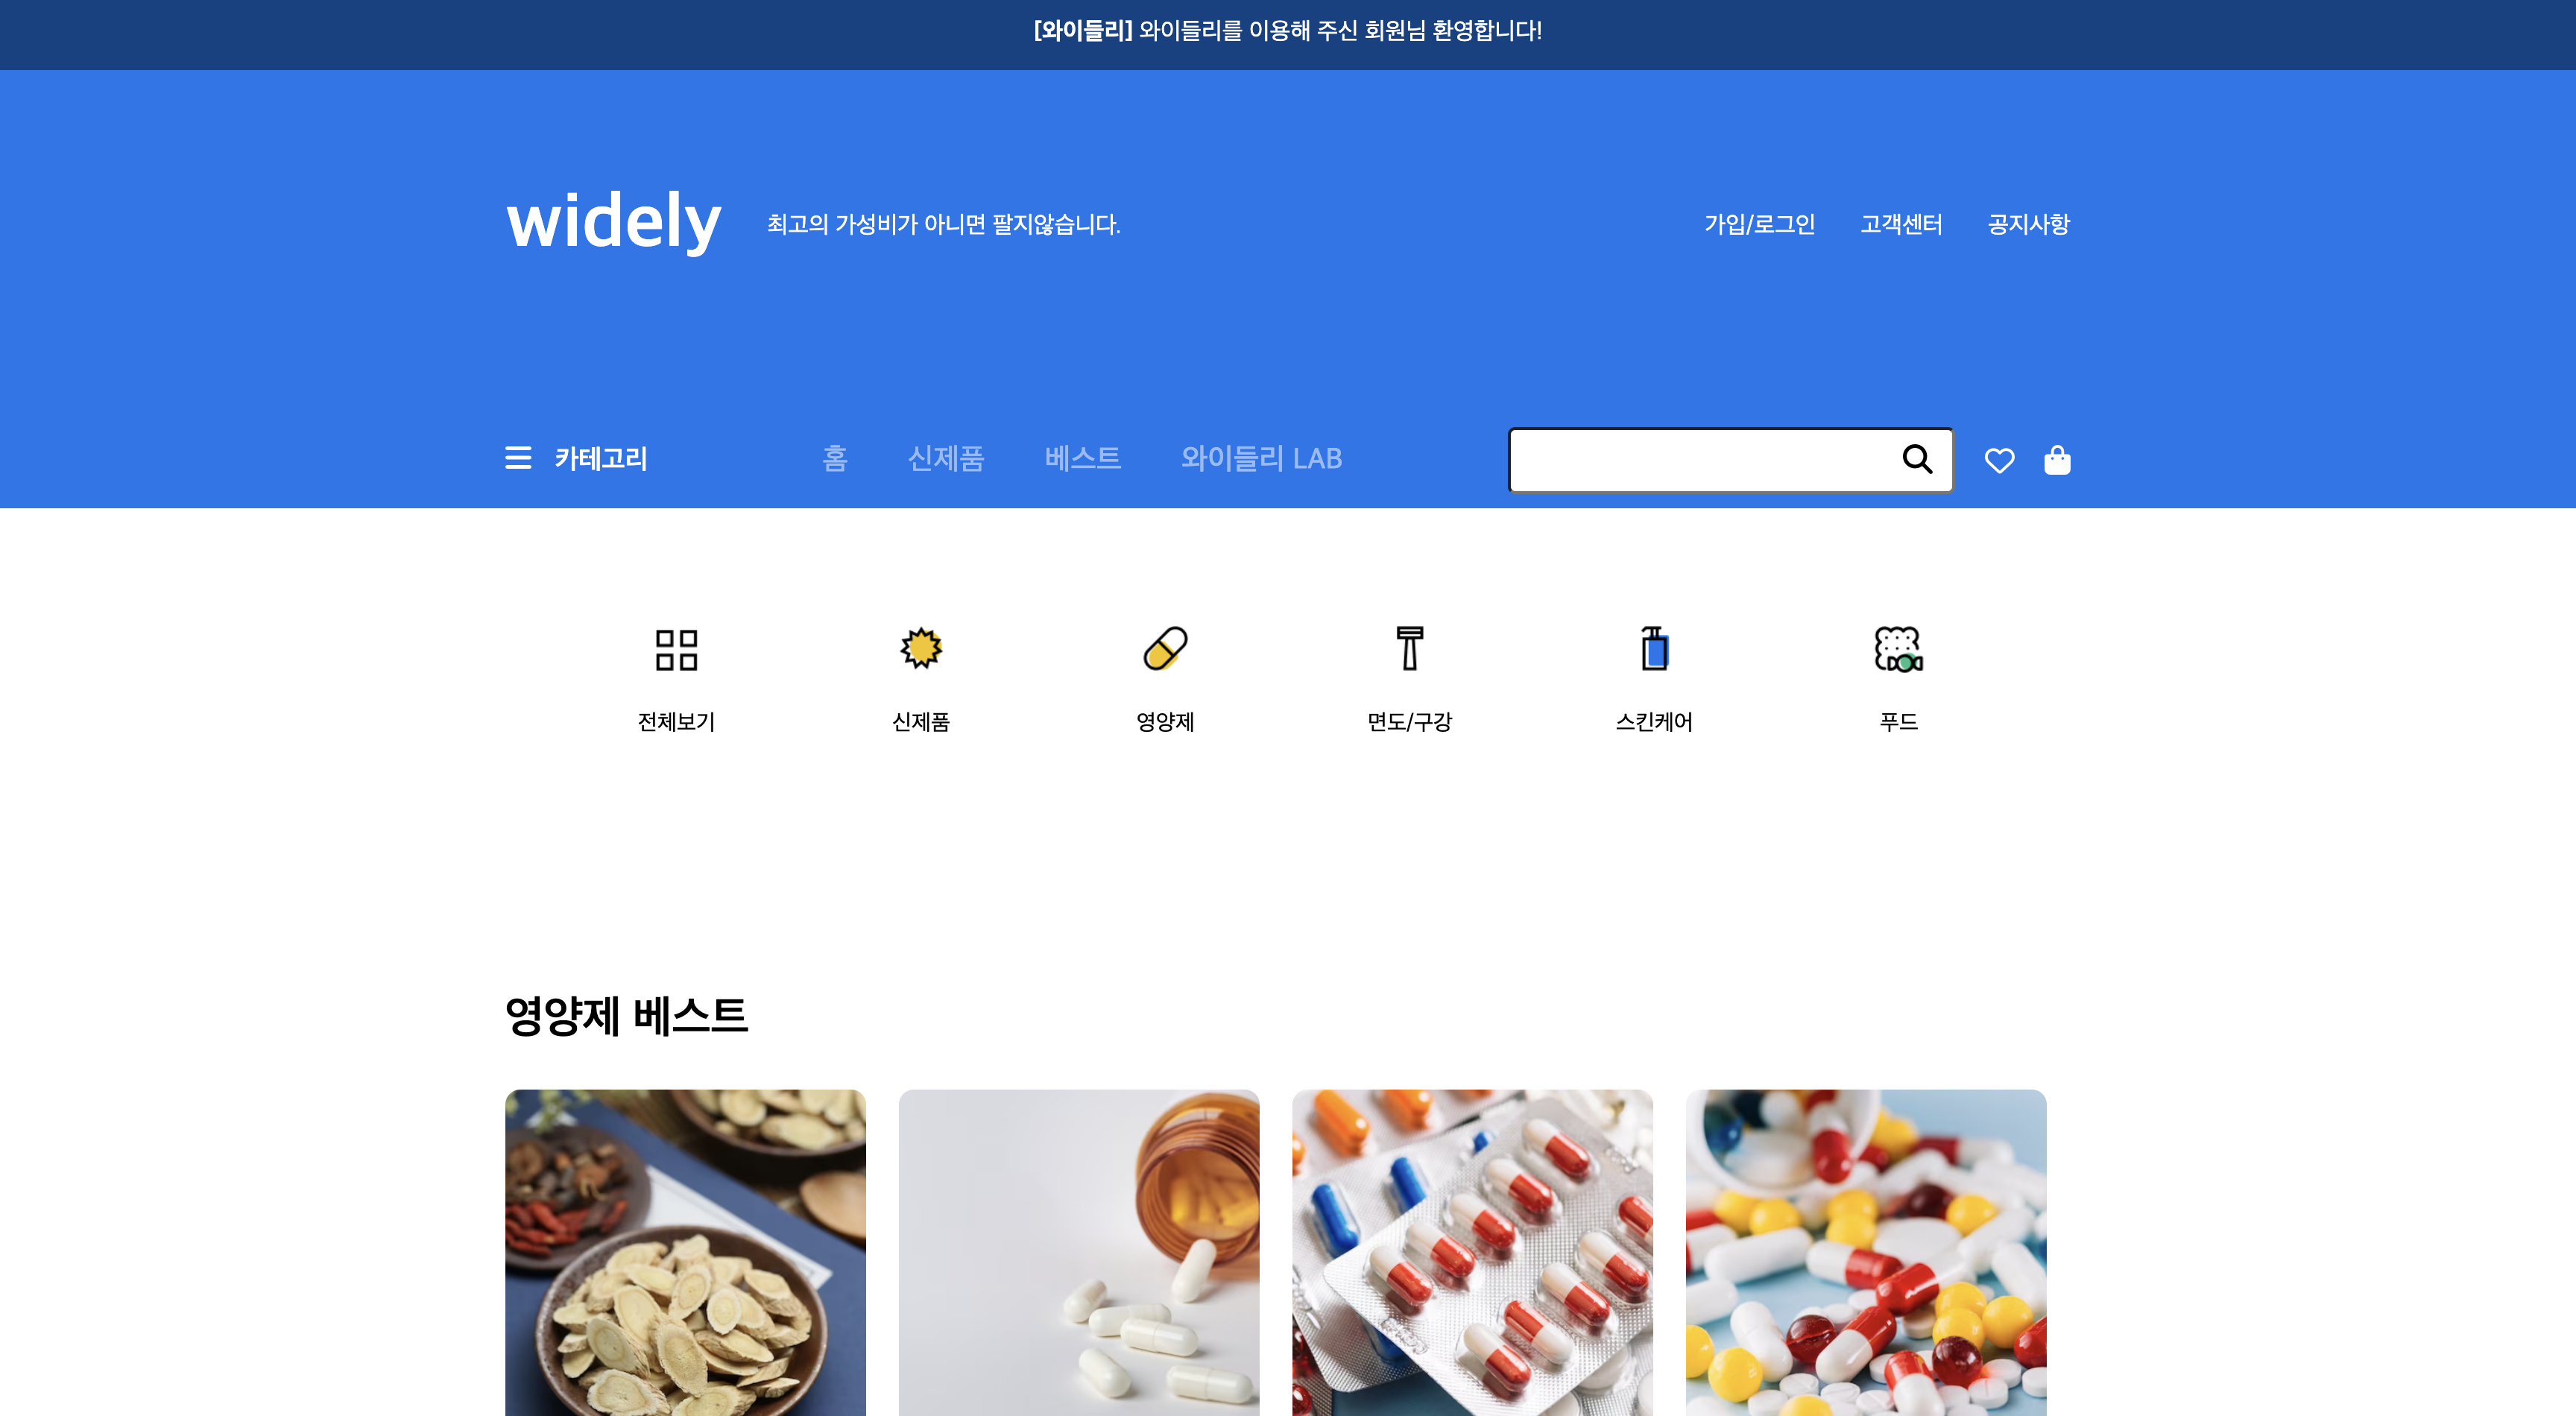 [와이들리] 와이들리를 이용해 주신 회원님 환영합니다!
widely 최고의 가성비가 아니면 팔지않습니다. 가입/로그인 고객센터 공지사항
카테고리 홈 신제품 베스트 와이들리 LAB
전체보기 신제품 영양제 면도/구강 스킨케어 푸드
영양제 베스트